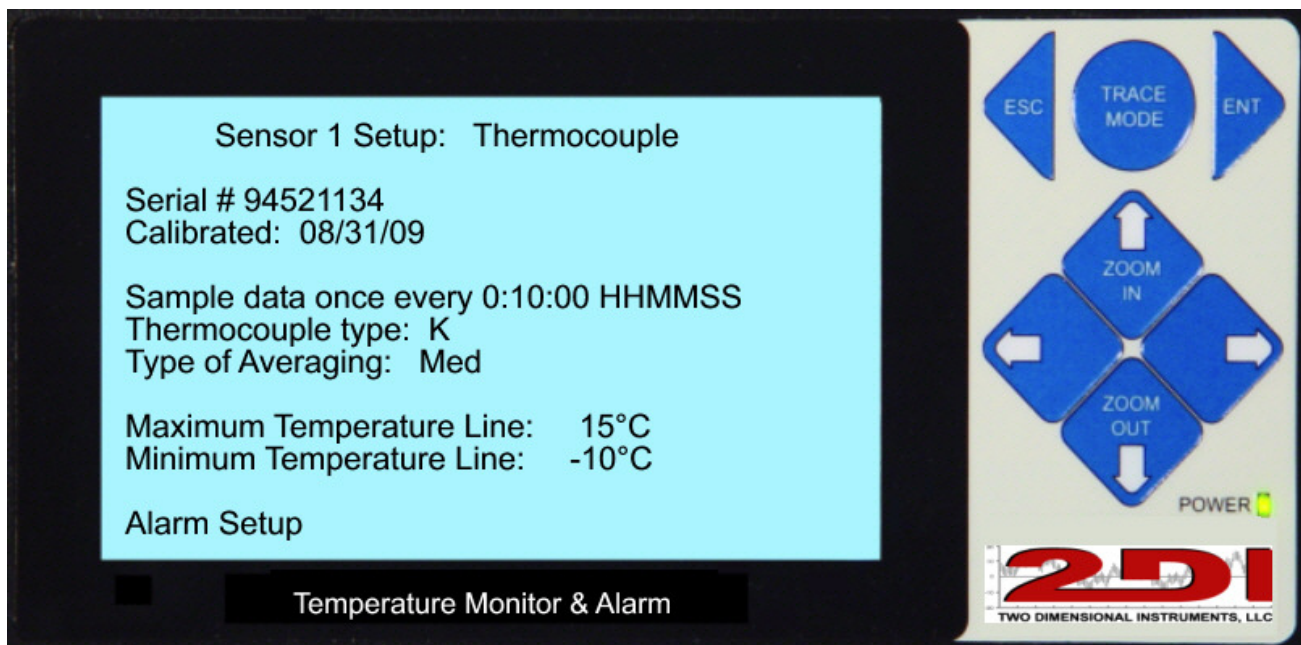 Sensor 1 Setup: Thermocouple
Serial # 94521134
Calibrated: 08/31/09
Sample data once every 0:10:00 HHMMSS
Thermocouple type: K
Type of Averaging: Med
Maximum Temperature Line: 15°C
Minimum Temperature Line: -10°C
Alarm Setup
Temperature Monitor & Alarm
ESC
TRACE
MODE
ENT
ZOOM
IN
ZOOM
OUT
POWER
2DI
TWO DIMENSIONAL INSTRUMENTS, LLC